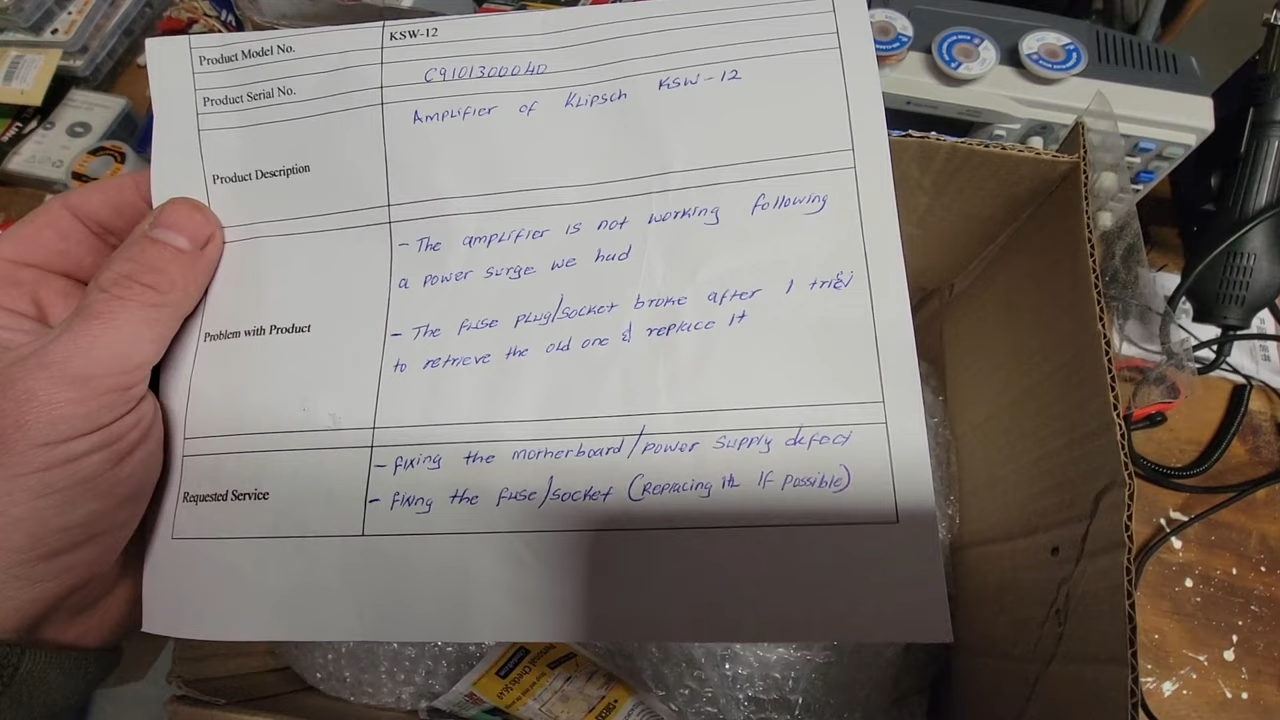 Product Model No.
KSW-12
Product Serial No.
C910130004D
Product Description
Amplifier of Klipsch KSW-12
Problem with Product
- The amplifier is not working following
a power surge we had
- The fuse plug/socket broke after I tried
to retrieve the old one & replace it
Requested Service
- fixing the motherboard/power supply defect
- fixing the fuse/socket (Replacing it if possible)
Personal Checks